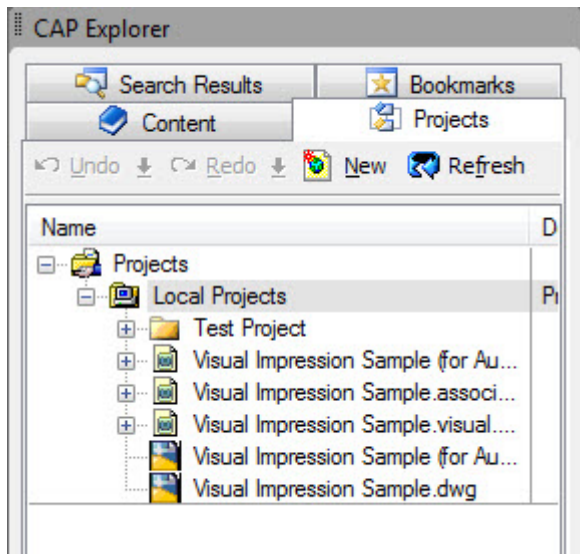 CAP Explorer
Search Results Bookmarks
Content Projects
Undo Redo New Refresh
Name D
Projects
Local Projects
Test Project
Visual Impression Sample (for Au...
Visual Impression Sample.associ...
Visual Impression Sample.visual....
Visual Impression Sample (for Au...
Visual Impression Sample.dwg